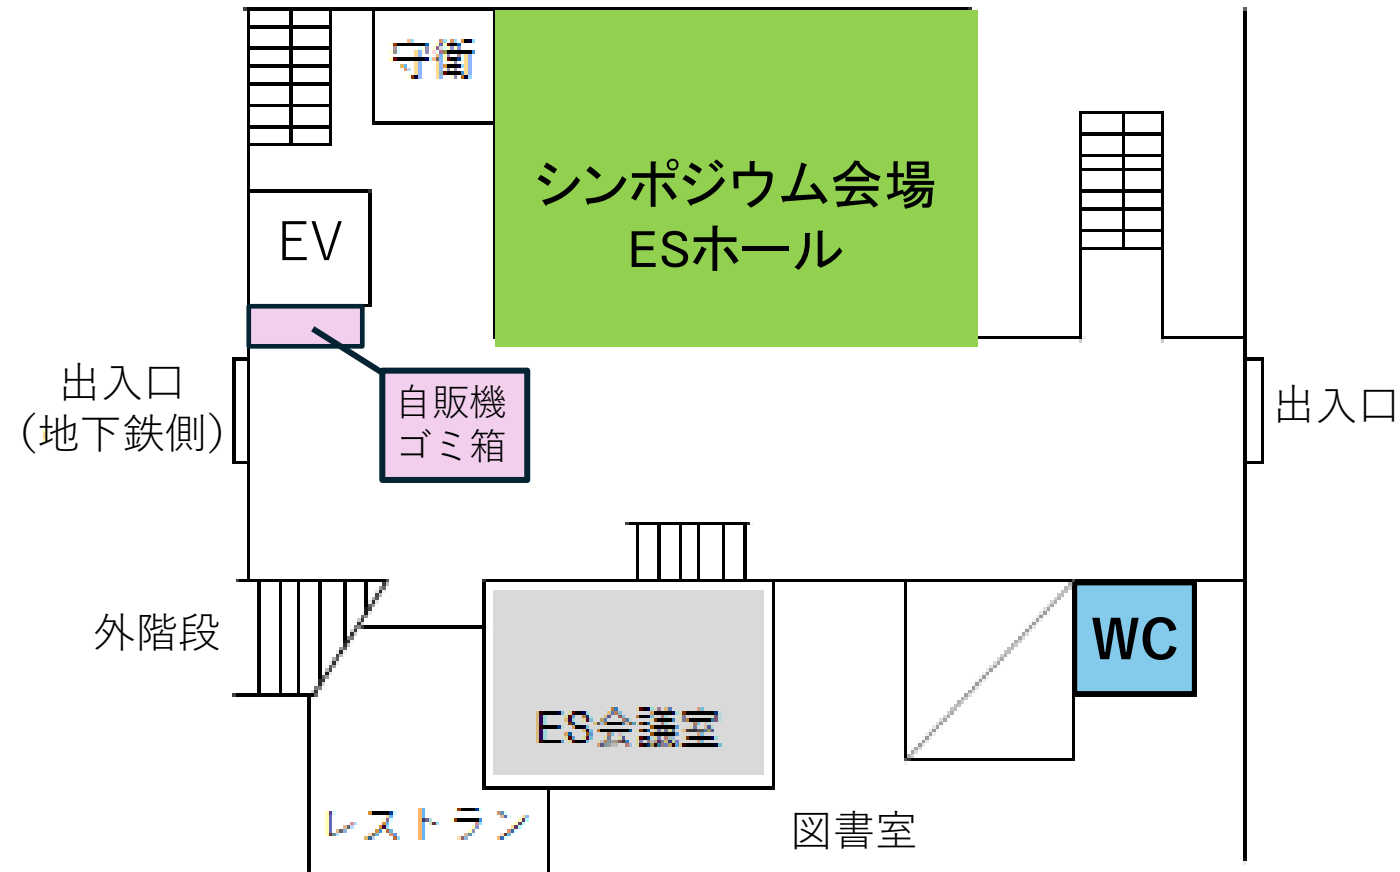 守衛
シンポジウム会場
ESホール
EV
自販機
ゴミ箱
出入口
(地下鉄側)
出入口
外階段
WC
ES会議室
レストラン
図書室